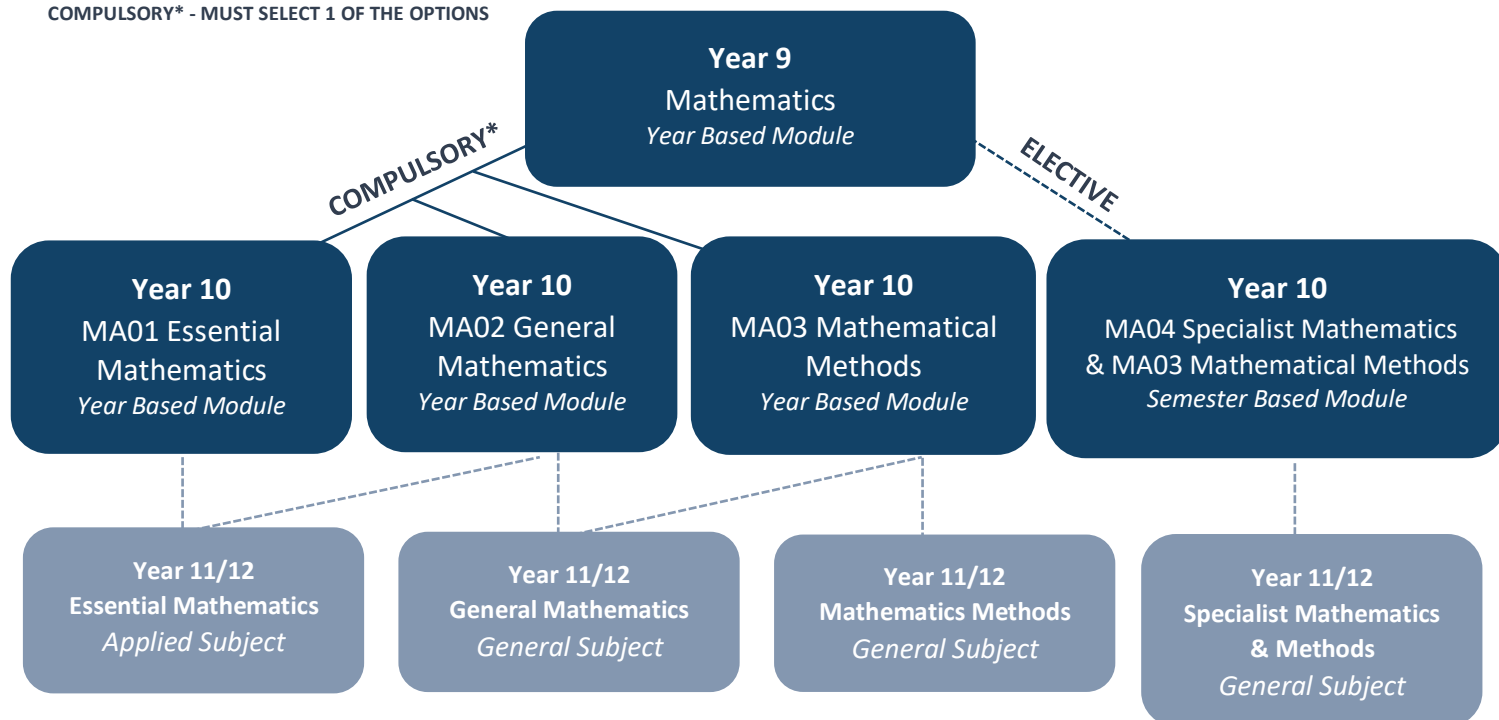 COMPULSORY* - MUST SELECT 1 OF THE OPTIONS
Year 9
Mathematics
Year Based Module
COMPULSORY*
ELECTIVE
Year 10
MA01 Essential
Mathematics
Year Based Module
Year 10
MA02 General
Mathematics
Year Based Module
Year 10
MA03 Mathematical
Methods
Year Based Module
Year 10
MA04 Specialist Mathematics
& MA03 Mathematical Methods
Semester Based Module
Year 11/12
Essential Mathematics
Applied Subject
Year 11/12
General Mathematics
General Subject
Year 11/12
Mathematics Methods
General Subject
Year 11/12
Specialist Mathematics
& Methods
General Subject